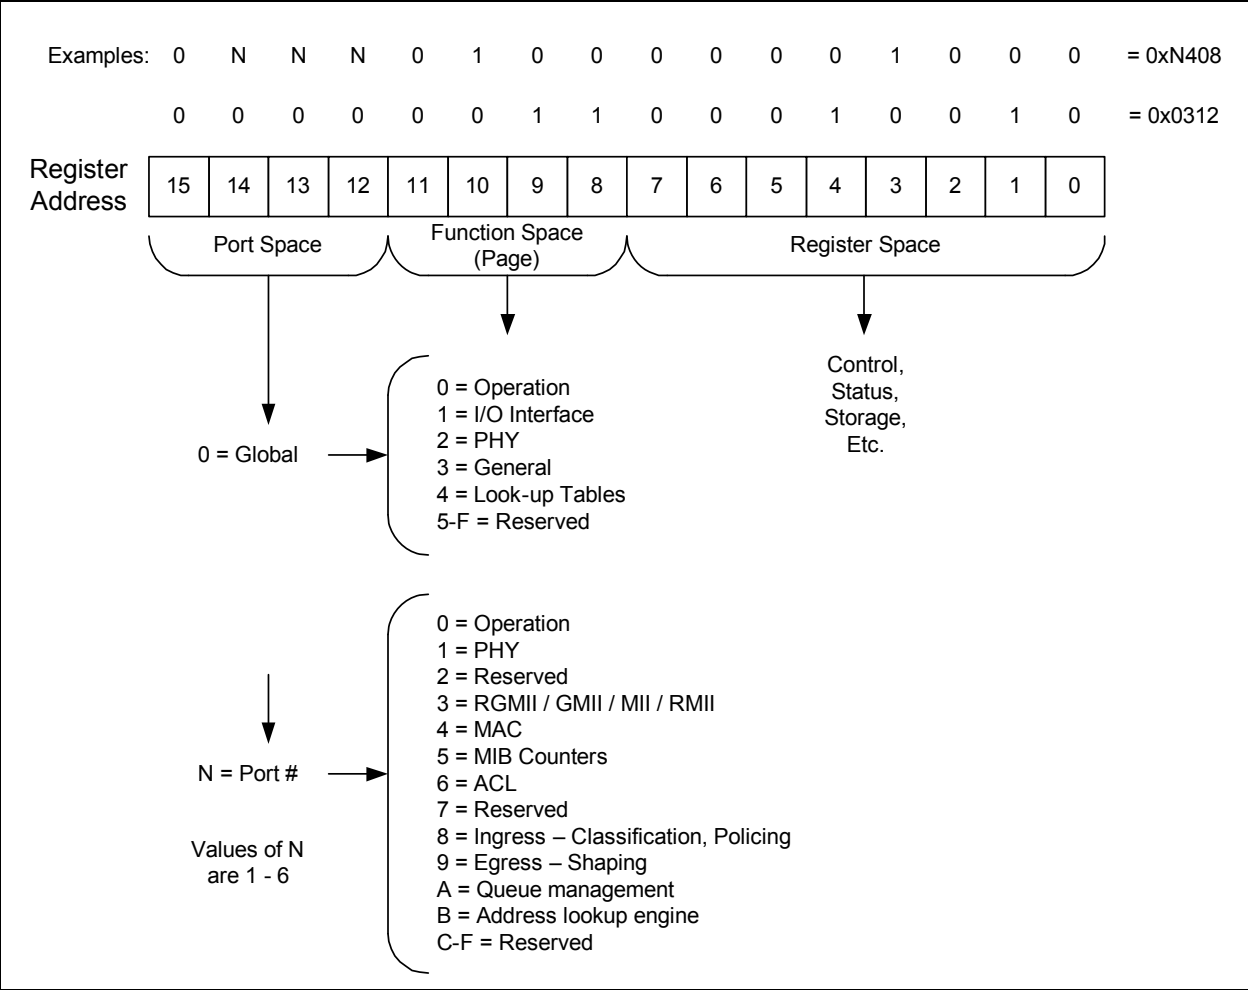 Examples: 0 N N N 0 1 0 0 0 0 0 0 1 0 0 0 = 0xN408
0 0 0 0 0 0 1 1 0 0 0 1 0 0 1 0 = 0x0312
Register
Address
15 14 13 12 11 10 9 8 7 6 5 4 3 2 1 0
Port Space
Function Space
(Page)
Register Space
Control,
Status,
Storage,
Etc.
0 = Global
0 = Operation
1 = I/O Interface
2 = PHY
3 = General
4 = Look-up Tables
5-F = Reserved
N = Port #
Values of N
are 1 - 6
0 = Operation
1 = PHY
2 = Reserved
3 = RGMII / GMII / MII / RMII
4 = MAC
5 = MIB Counters
6 = ACL
7 = Reserved
8 = Ingress – Classification, Policing
9 = Egress – Shaping
A = Queue management
B = Address lookup engine
C-F = Reserved